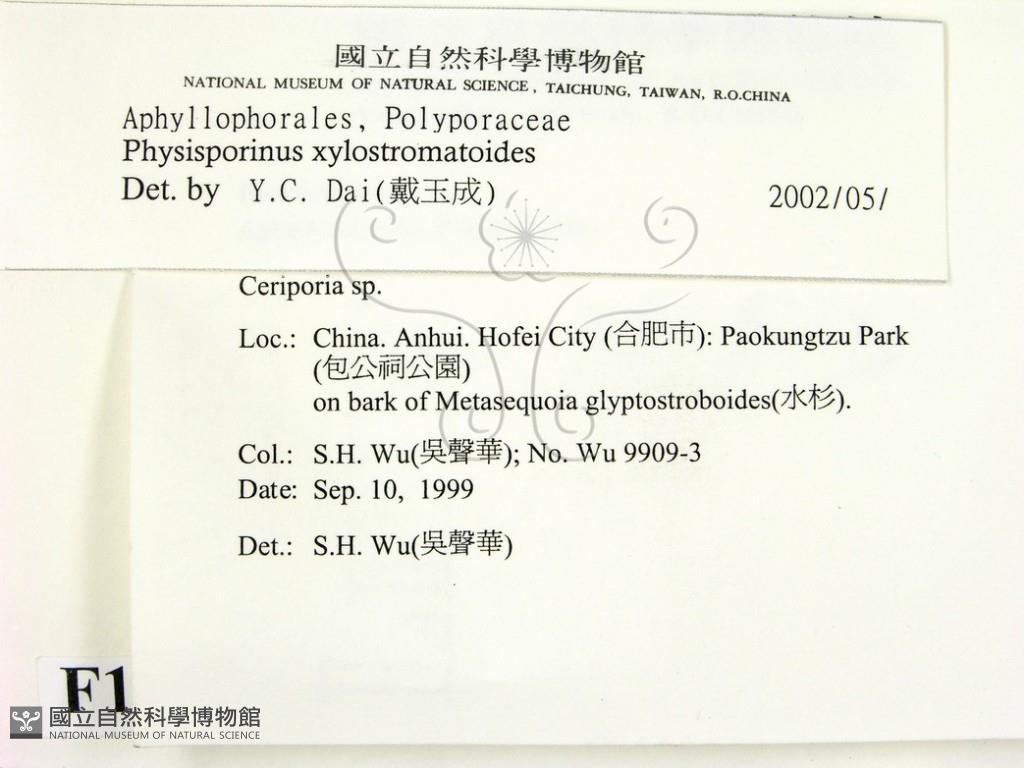 國立自然科學博物館
NATIONAL MUSEUM OF NATURAL SCIENCE, TAICHUNG, TAIWAN, R.O.CHINA
Aphyllophorales, Polyporaceae
Physisporinus xylostromatoides
Det. by Y.C. Dai(戴玉成) 2002/05/
Ceriporia sp.
Loc.: China. Anhui. Hofei City (合肥市): Paokungtzu Park
(包公祠公園)
on bark of Metasequoia glyptostroboides(水杉).
Col.: S.H. Wu(吳聲華); No. Wu 9909-3
Date: Sep. 10, 1999
Det.: S.H. Wu(吳聲華)
F1
國立自然科學博物館
NATIONAL MUSEUM OF NATURAL SCIENCE